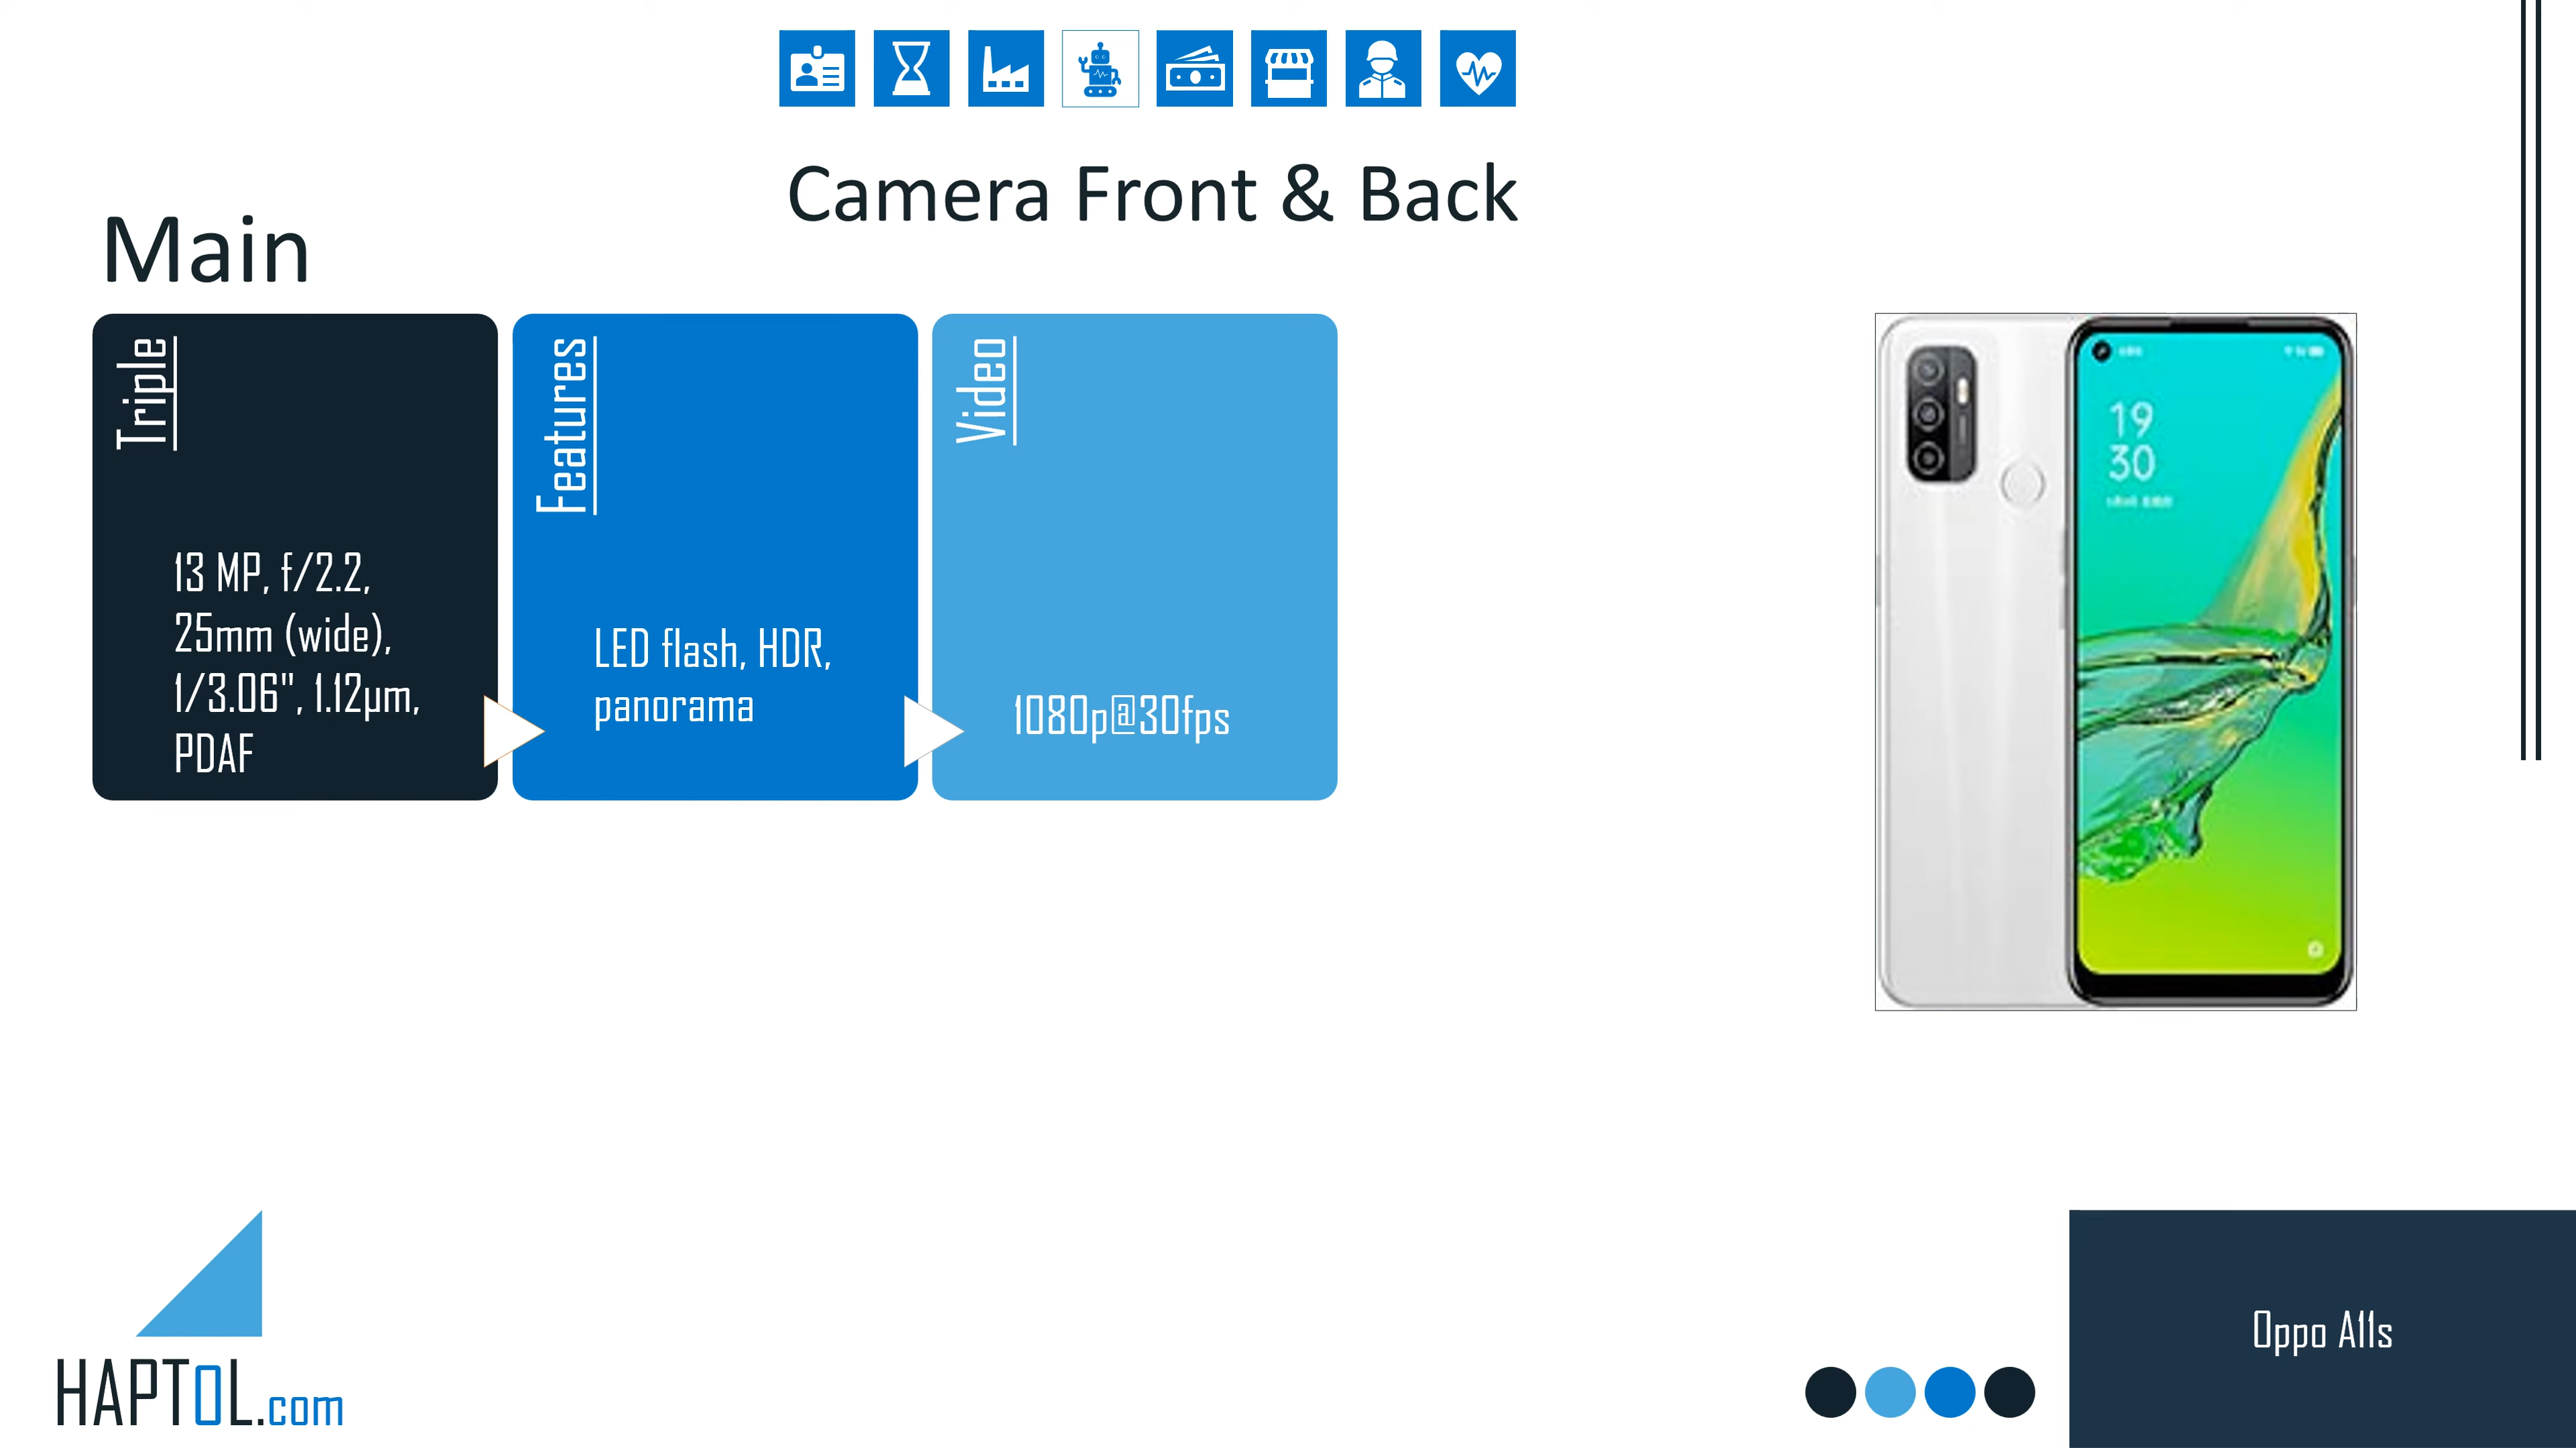 Camera Front & Back
Main
Triple
13 MP, f/2.2,
25mm (wide),
1/3.06", 1.12µm,
PDAF
Features
LED flash, HDR,
panorama
Video
1080p@30fps
19
30
HAPTOL.com
Oppo A11s